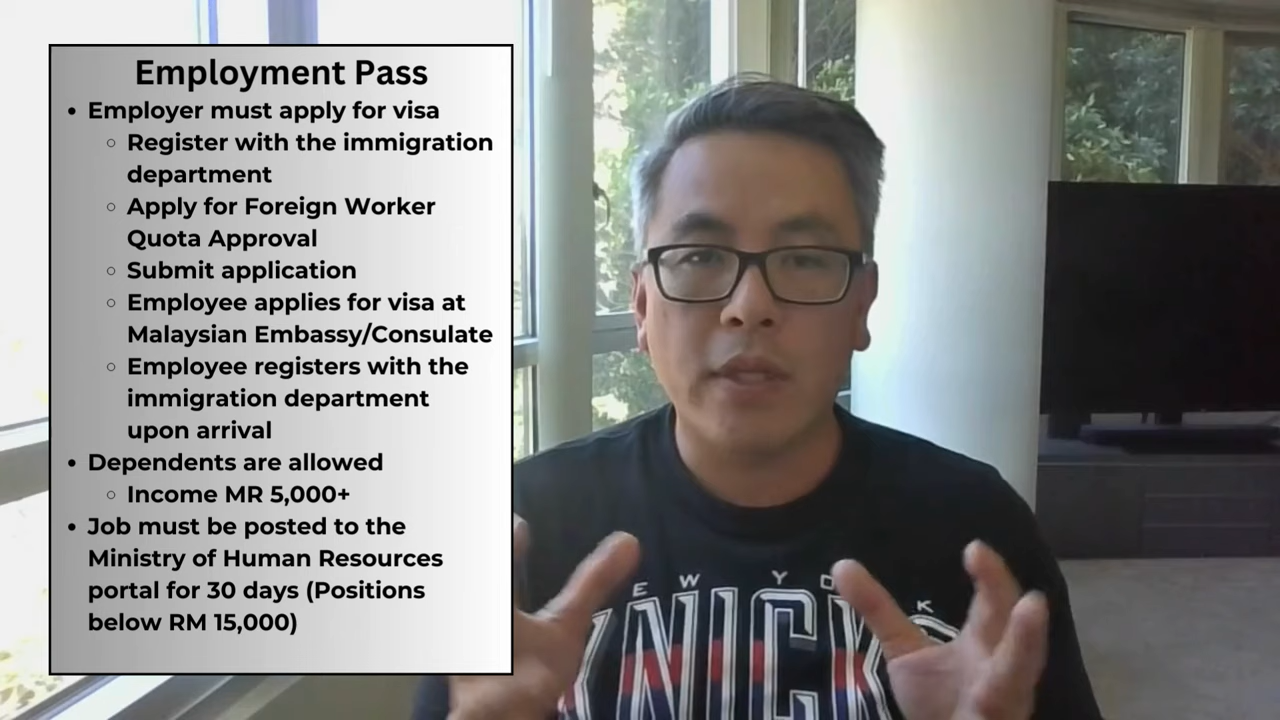 Employment Pass
• Employer must apply for visa
○ Register with the immigration
department
○ Apply for Foreign Worker
Quota Approval
○ Submit application
○ Employee applies for visa at
Malaysian Embassy/Consulate
○ Employee registers with the
immigration department
upon arrival
• Dependents are allowed
○ Income MR 5,000+
• Job must be posted to the
Ministry of Human Resources
portal for 30 days (Positions
below RM 15,000)
EW YO K
KNICK